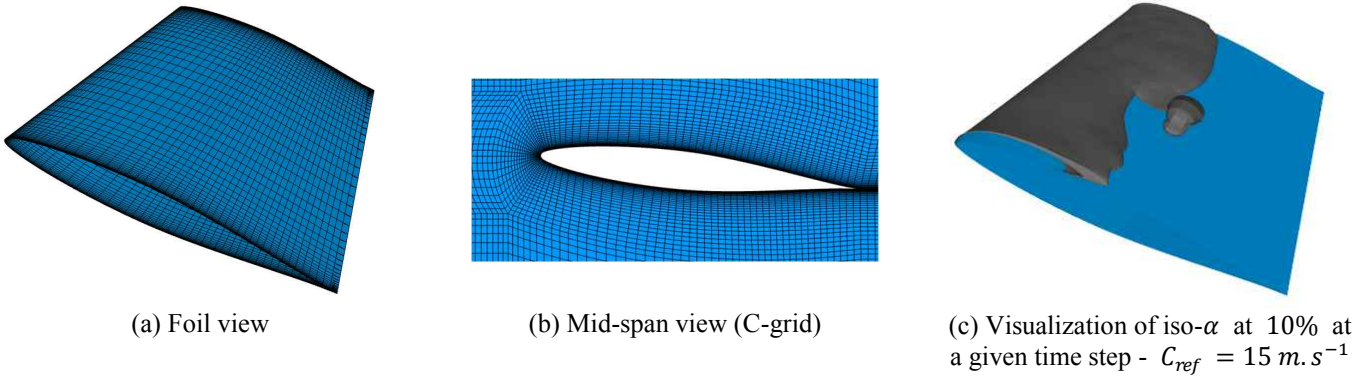 (a) Foil view
(b) Mid-span view (C-grid)
(c) Visualization of iso-α at 10% at
a given time step - C_ref = 15 m.s⁻¹